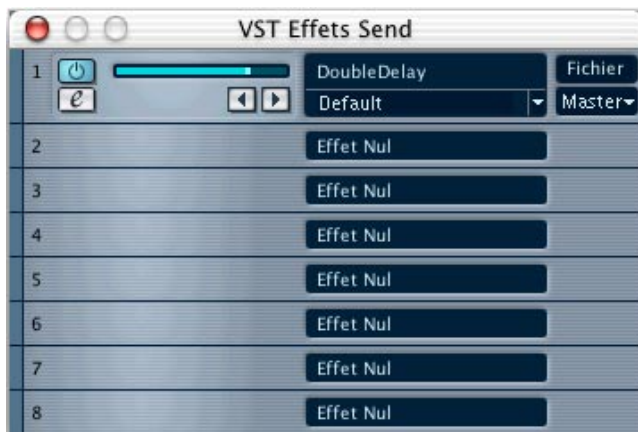 VST Effets Send
1 DoubleDelay Fichier
e Default Master
2 Effet Nul
3 Effet Nul
4 Effet Nul
5 Effet Nul
6 Effet Nul
7 Effet Nul
8 Effet Nul